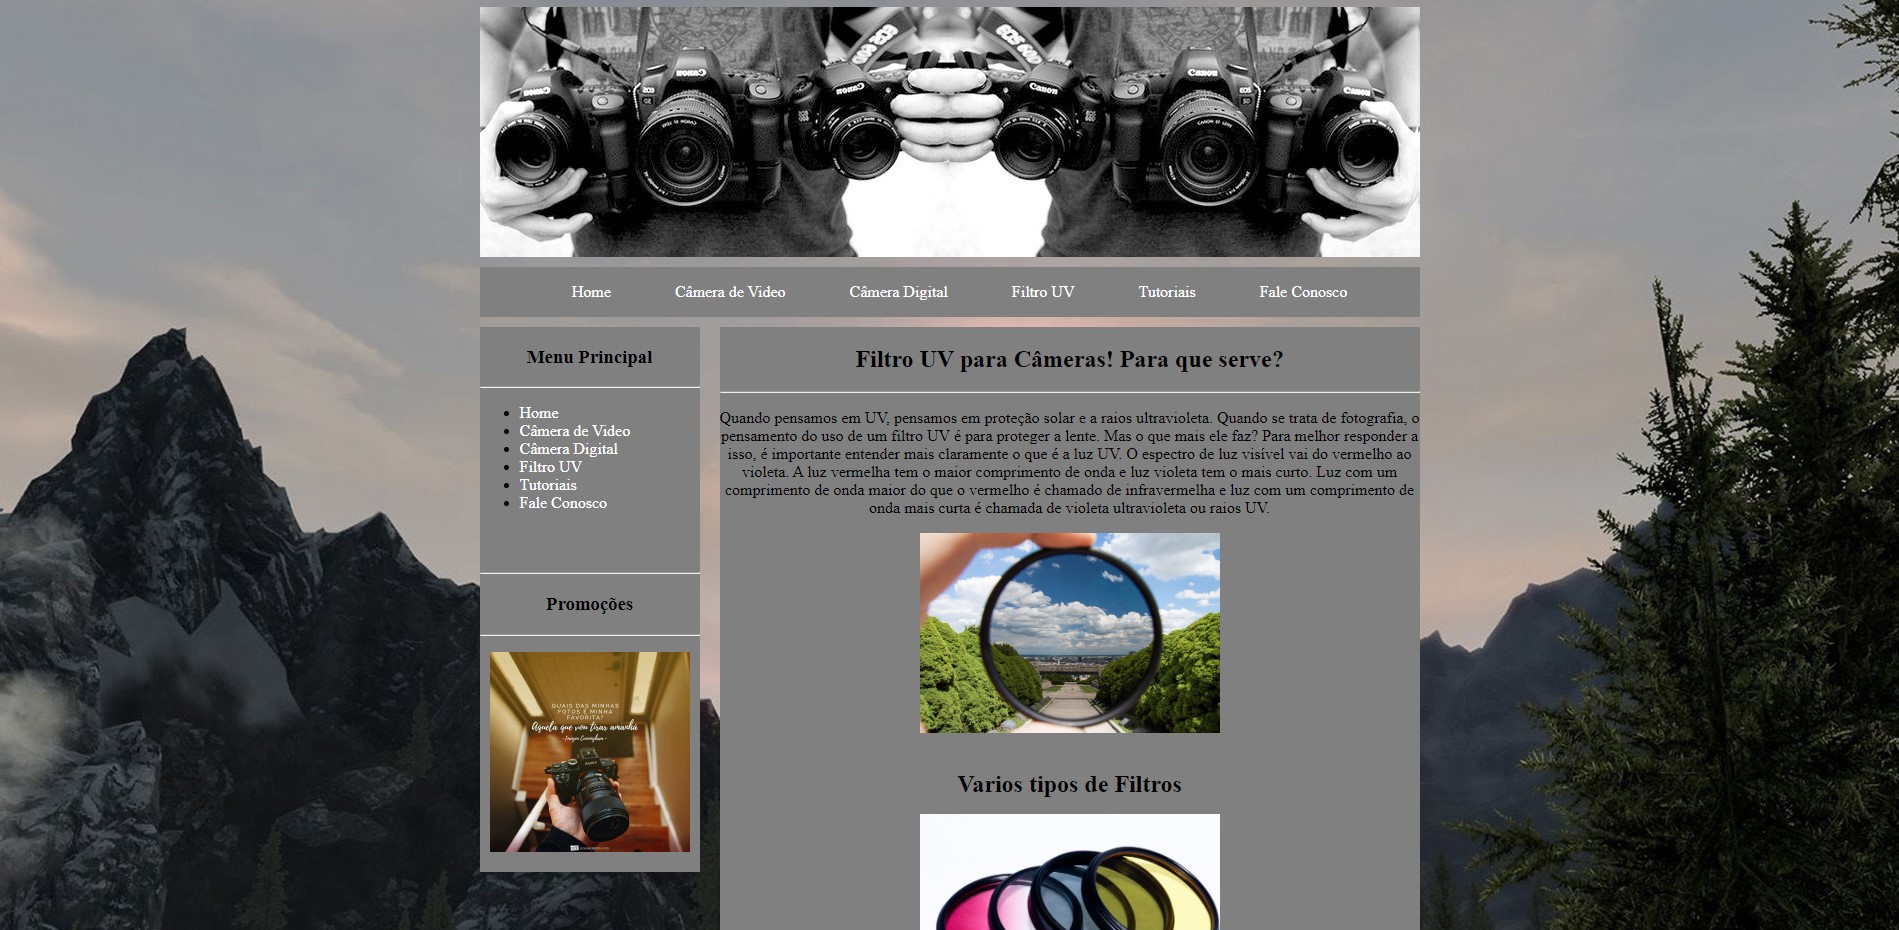 Canon
Canon
Canon
Canon
Canon
Canon
Home Câmera de Video Câmera Digital Filtro UV Tutoriais Fale Conosco
Menu Principal
Home
Câmera de Video
Câmera Digital
Filtro UV
Tutoriais
Fale Conosco
Promoções
QUAIS DAS MINHAS
FOTOS É MINHA
FAVORITA?
Aquela que vou tirar amanhã
SONY
Filtro UV para Câmeras! Para que serve?
Quando pensamos em UV, pensamos em proteção solar e a raios ultravioleta. Quando se trata de fotografia, o
pensamento do uso de um filtro UV é para proteger a lente. Mas o que mais ele faz? Para melhor responder a
isso, é importante entender mais claramente o que é a luz UV. O espectro de luz visível vai do vermelho ao
violeta. A luz vermelha tem o maior comprimento de onda e luz violeta tem o mais curto. Luz com um
comprimento de onda maior do que o vermelho é chamado de infravermelha e luz com um comprimento de
onda mais curta é chamada de violeta ultravioleta ou raios UV.
Varios tipos de Filtros